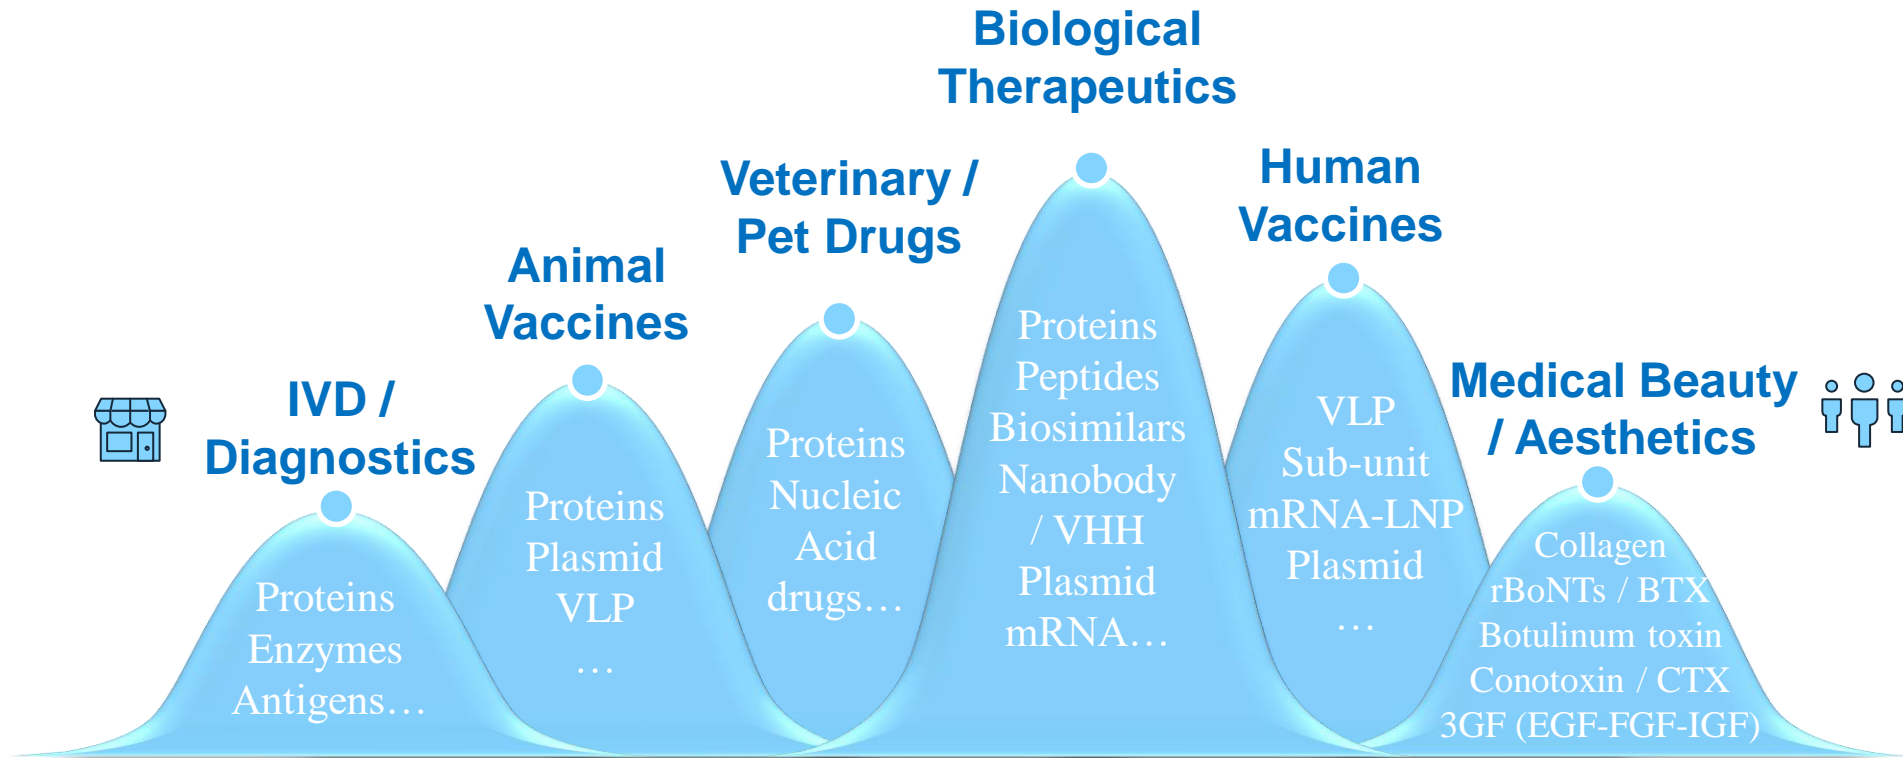 IVD /
Diagnostics
Proteins
Enzymes
Antigens…
Animal
Vaccines
Proteins
Plasmid
VLP
…
Veterinary /
Pet Drugs
Proteins
Nucleic
Acid
drugs…
Biological
Therapeutics
Proteins
Peptides
Biosimilars
Nanobody
/ VHH
Plasmid
mRNA…
Human
Vaccines
VLP
Sub-unit
mRNA-LNP
Plasmid
…
Medical Beauty
/ Aesthetics
Collagen
rBoNTs / BTX
Botulinum toxin
Conotoxin / CTX
3GF (EGF-FGF-IGF)